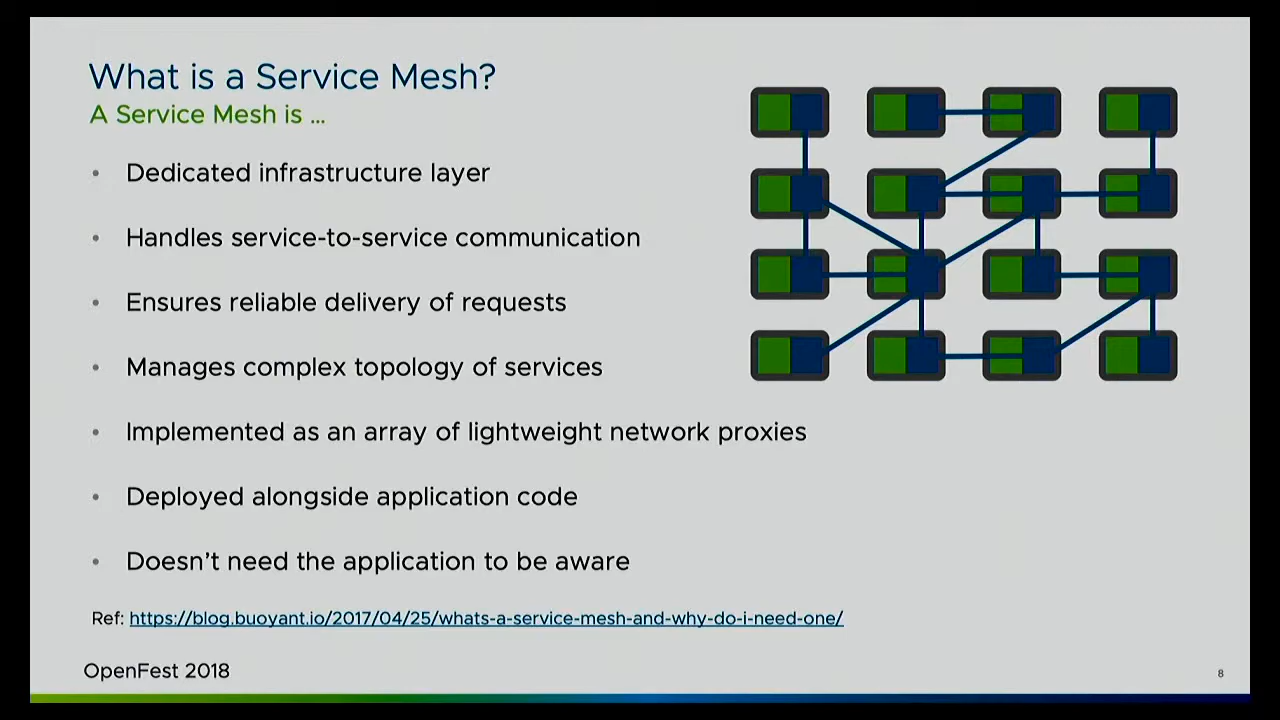 What is a Service Mesh?
A Service Mesh is ...
• Dedicated infrastructure layer
• Handles service-to-service communication
• Ensures reliable delivery of requests
• Manages complex topology of services
• Implemented as an array of lightweight network proxies
• Deployed alongside application code
• Doesn’t need the application to be aware
Ref: https://blog.buoyant.io/2017/04/25/whats-a-service-mesh-and-why-do-i-need-one/
OpenFest 2018
8